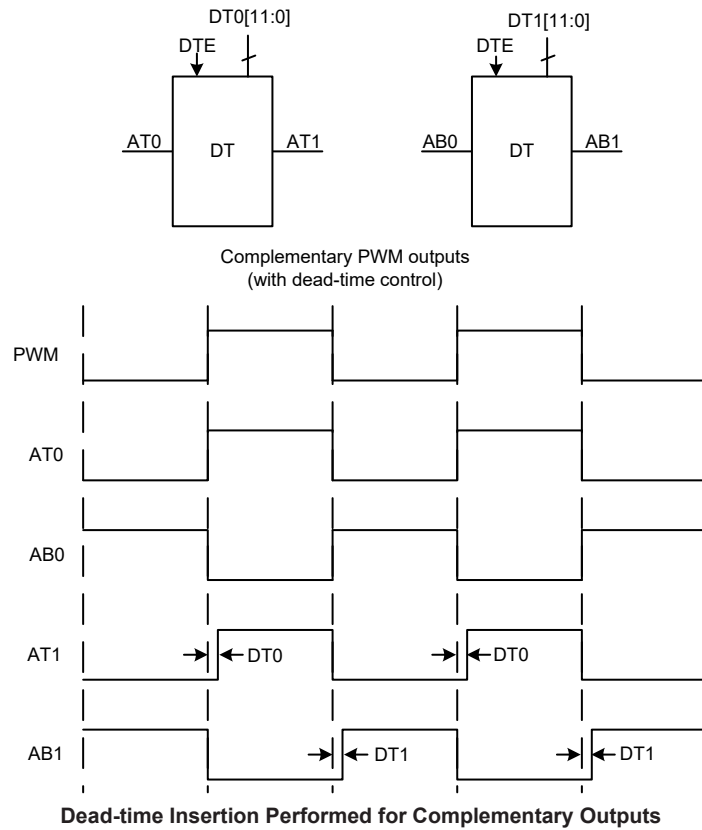 DT0[11:0]
DT1[11:0]
DTE
DTE
AT0
DT
AT1
AB0
DT
AB1
Complementary PWM outputs
(with dead-time control)
PWM
AT0
AB0
AT1
DT0
DT0
AB1
DT1
DT1
Dead-time Insertion Performed for Complementary Outputs